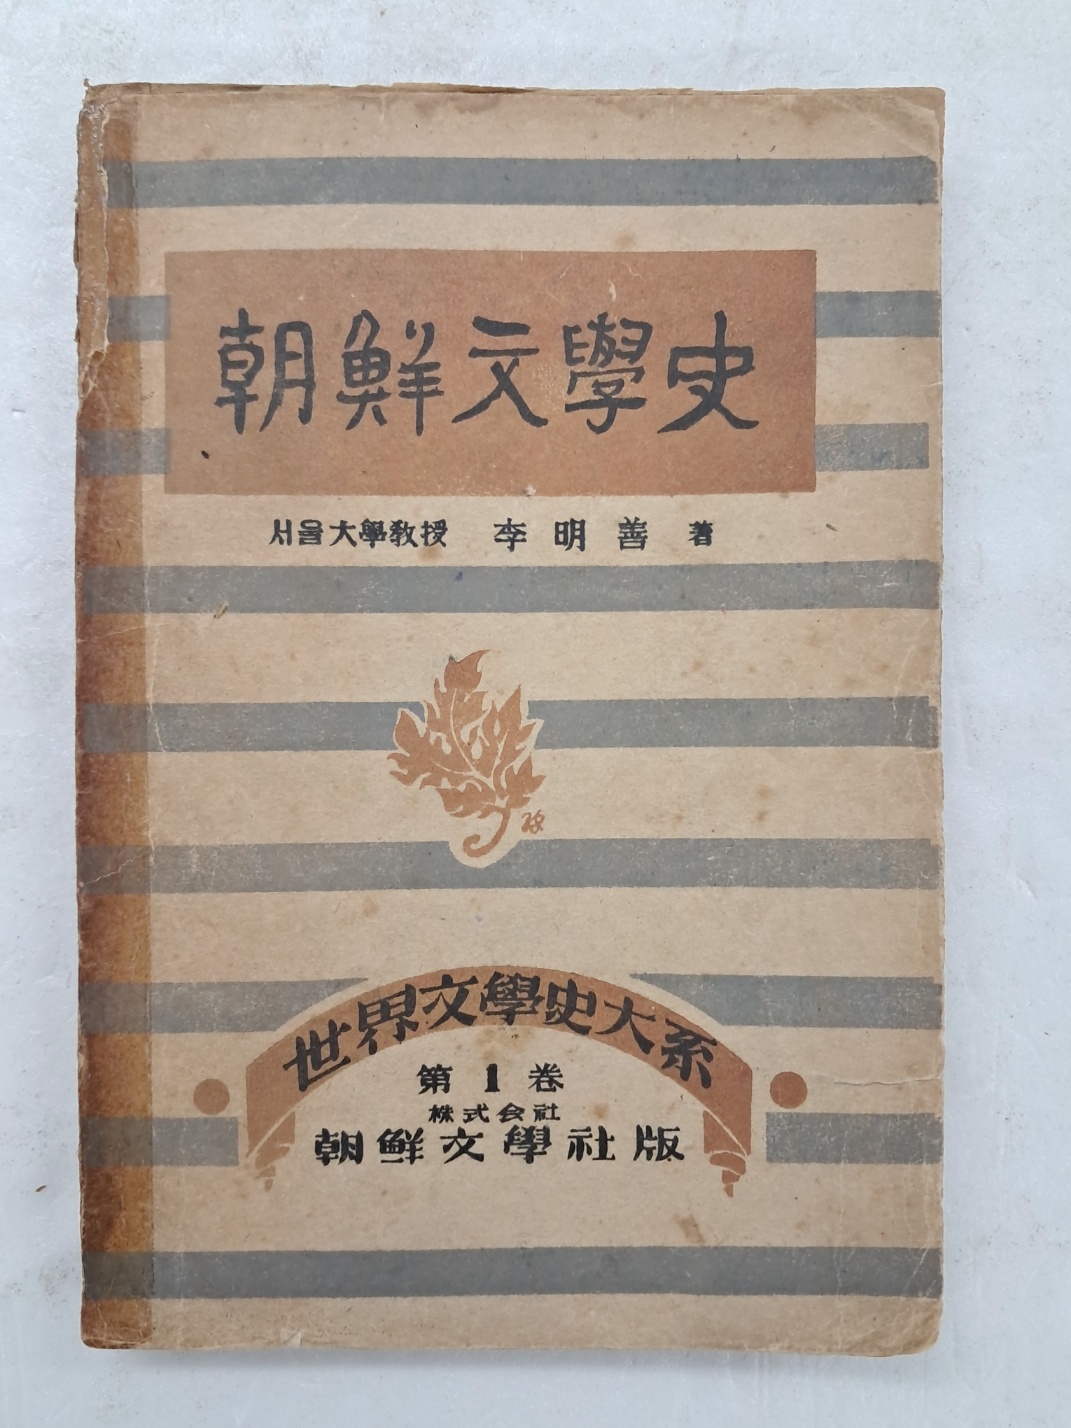 朝鮮文學史
서울大學敎授 李明善 著
世界文學史大系
第1卷
株式会社
朝鮮文學社版